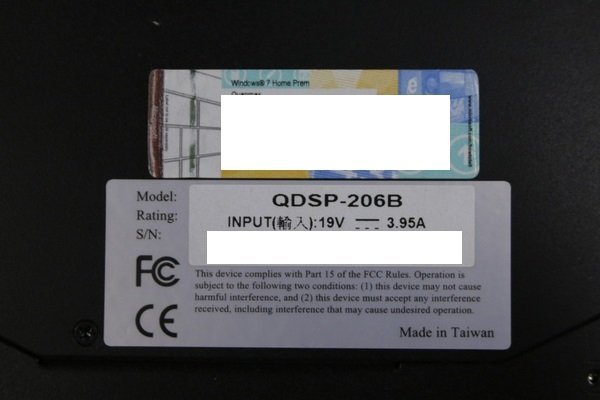 Windows® 7 Home Prem
Model: QDSP-206B
Rating: INPUT(輸入):19V ⎓ 3.95A
S/N:
FC
CE
This device complies with Part 15 of the FCC Rules. Operation is
subject to the following two conditions: (1) this device may not cause
harmful interference, and (2) this device must accept any interference
received, including interference that may cause undesired operation.
Made in Taiwan